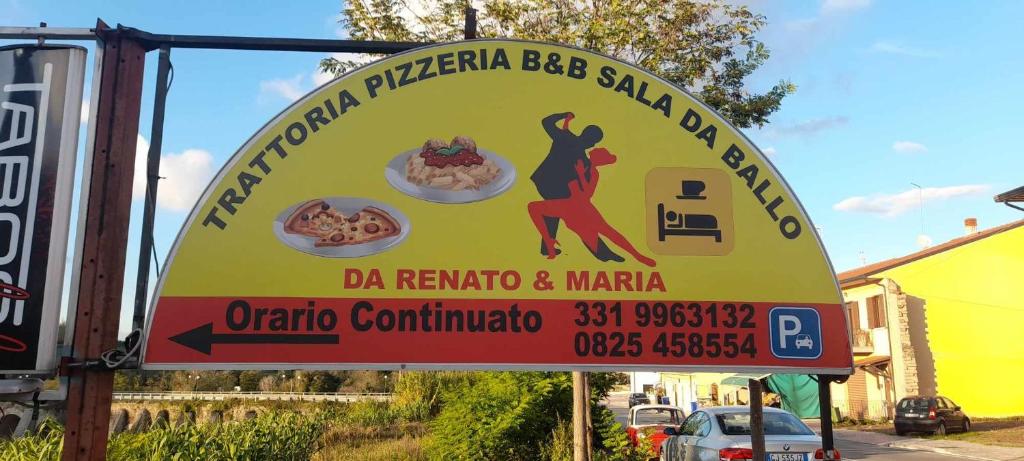 TRATTORIA PIZZERIA B&B SALA DA BALLO
DA RENATO & MARIA
Orario Continuato
331 9963132
0825 458554
P